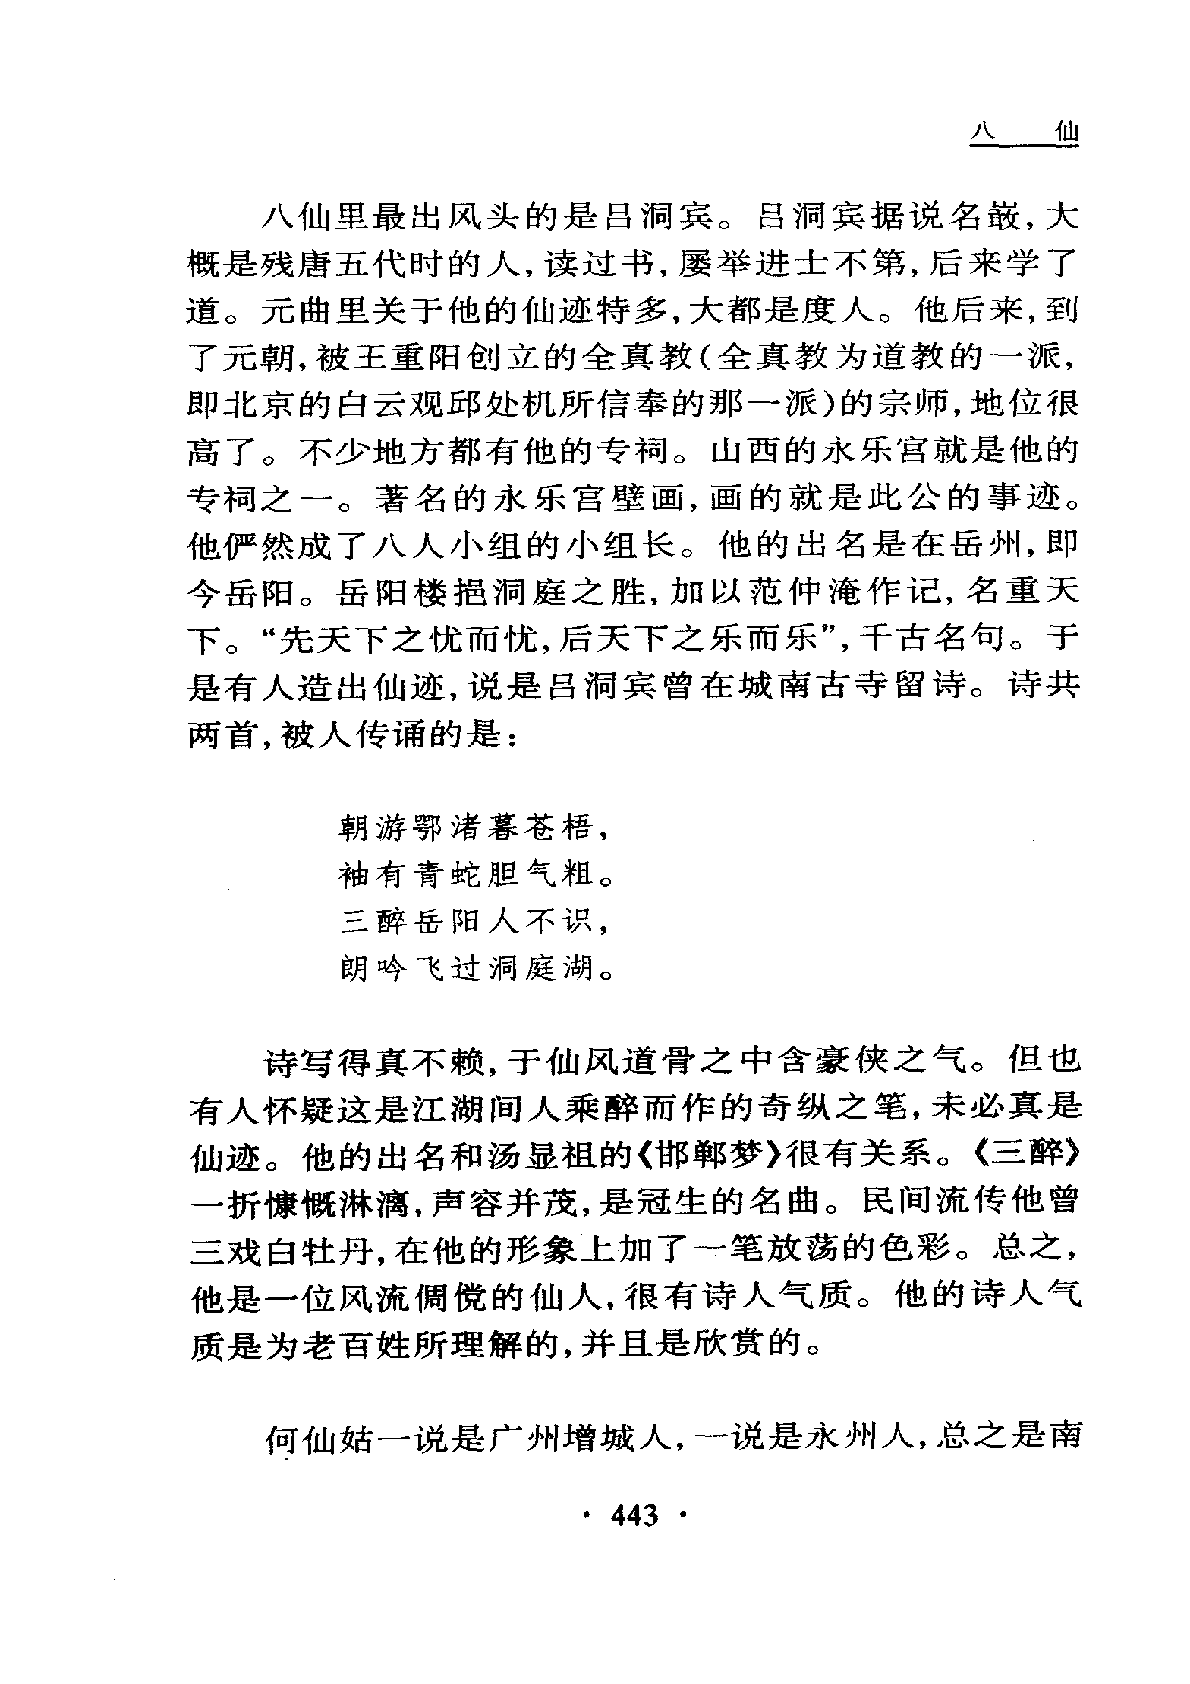 八 仙
八仙里最出风头的是吕洞宾。吕洞宾据说名嵓,大
概是残唐五代时的人,读过书,屡举进士不第,后来学了
道。元曲里关于他的仙迹特多,大都是度人。他后来,到
了元朝,被王重阳创立的全真教(全真教为道教的一派,
即北京的白云观邱处机所信奉的那一派)的宗师,地位很
高了。不少地方都有他的专祠。山西的永乐宫就是他的
专祠之一。著名的永乐宫壁画,画的就是此公的事迹。
他俨然成了八人小组的小组长。他的出名是在岳州,即
今岳阳。岳阳楼挹洞庭之胜,加以范仲淹作记,名重天
下。“先天下之忧而忧,后天下之乐而乐”,千古名句。于
是有人造出仙迹,说是吕洞宾曾在城南古寺留诗。诗共
两首,被人传诵的是:
朝游鄂渚暮苍梧,
袖有青蛇胆气粗。
三醉岳阳人不识,
朗吟飞过洞庭湖。
诗写得真不赖,于仙风道骨之中含豪侠之气。但也
有人怀疑这是江湖间人乘醉而作的奇纵之笔,未必真是
仙迹。他的出名和汤显祖的《邯郸梦》很有关系。《三醉》
一折慷慨淋漓,声容并茂,是冠生的名曲。民间流传他曾
三戏白牡丹,在他的形象上加了一笔放荡的色彩。总之,
他是一位风流倜傥的仙人,很有诗人气质。他的诗人气
质是为老百姓所理解的,并且是欣赏的。
何仙姑一说是广州增城人,一说是永州人,总之是南
· 443 ·